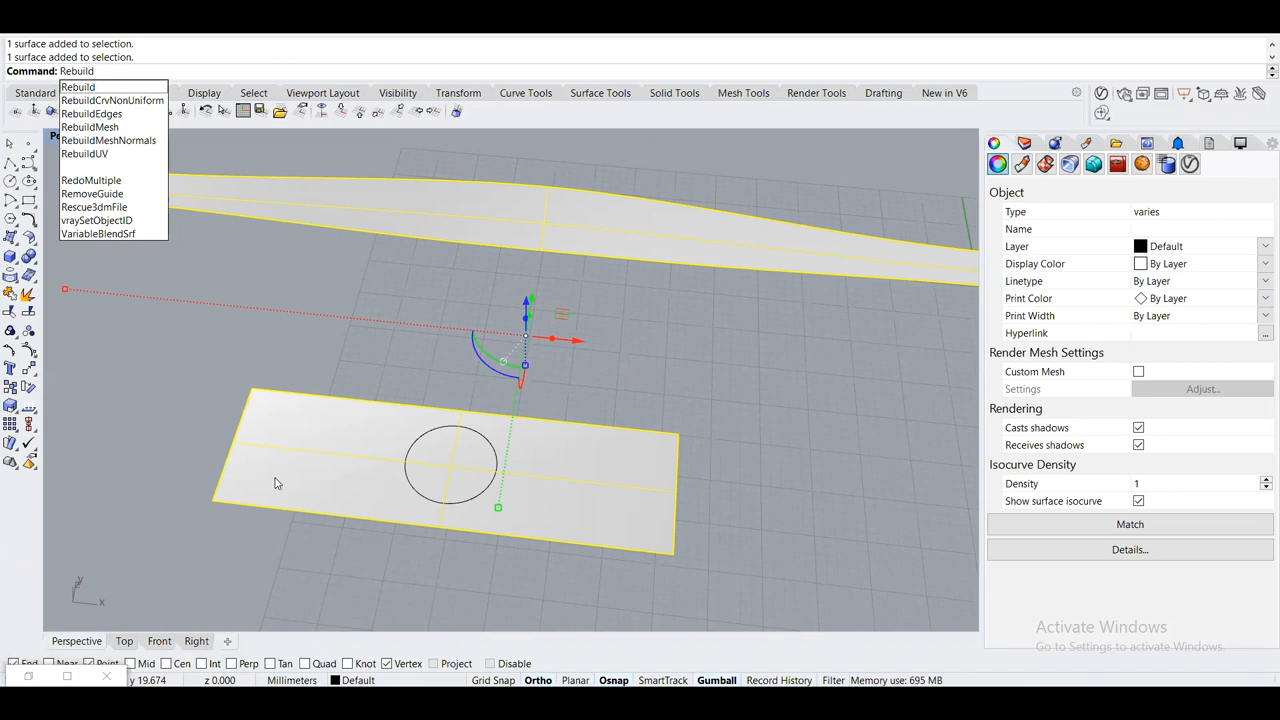 1 surface added to selection.
1 surface added to selection.
Command: Rebuild
Rebuild
RebuildCrvNonUniform
RebuildEdges
RebuildMesh
RebuildMeshNormals
RebuildUV
RedoMultiple
RemoveGuide
Rescue3dmFile
vraySetObjectID
VariableBlendSrf
Standard
Display
Select
Viewport Layout
Visibility
Transform
Curve Tools
Surface Tools
Solid Tools
Mesh Tools
Render Tools
Drafting
New in V6
Object
Type varies
Name
Layer Default
Display Color By Layer
Linetype By Layer
Print Color By Layer
Print Width By Layer
Hyperlink ...
Render Mesh Settings
Custom Mesh
Settings Adjust...
Rendering
Casts shadows
Receives shadows
Isocurve Density
Density 1
Show surface isocurve
Match
Details...
y
x
Activate Windows
Go to Settings to activate Windows.
Perspective Top Front Right
End Near Point Mid Cen Int Perp Tan Quad Knot Vertex Project Disable
y 19.674 z 0.000 Millimeters Default Grid Snap Ortho Planar Osnap SmartTrack Gumball Record History Filter Memory use: 695 MB